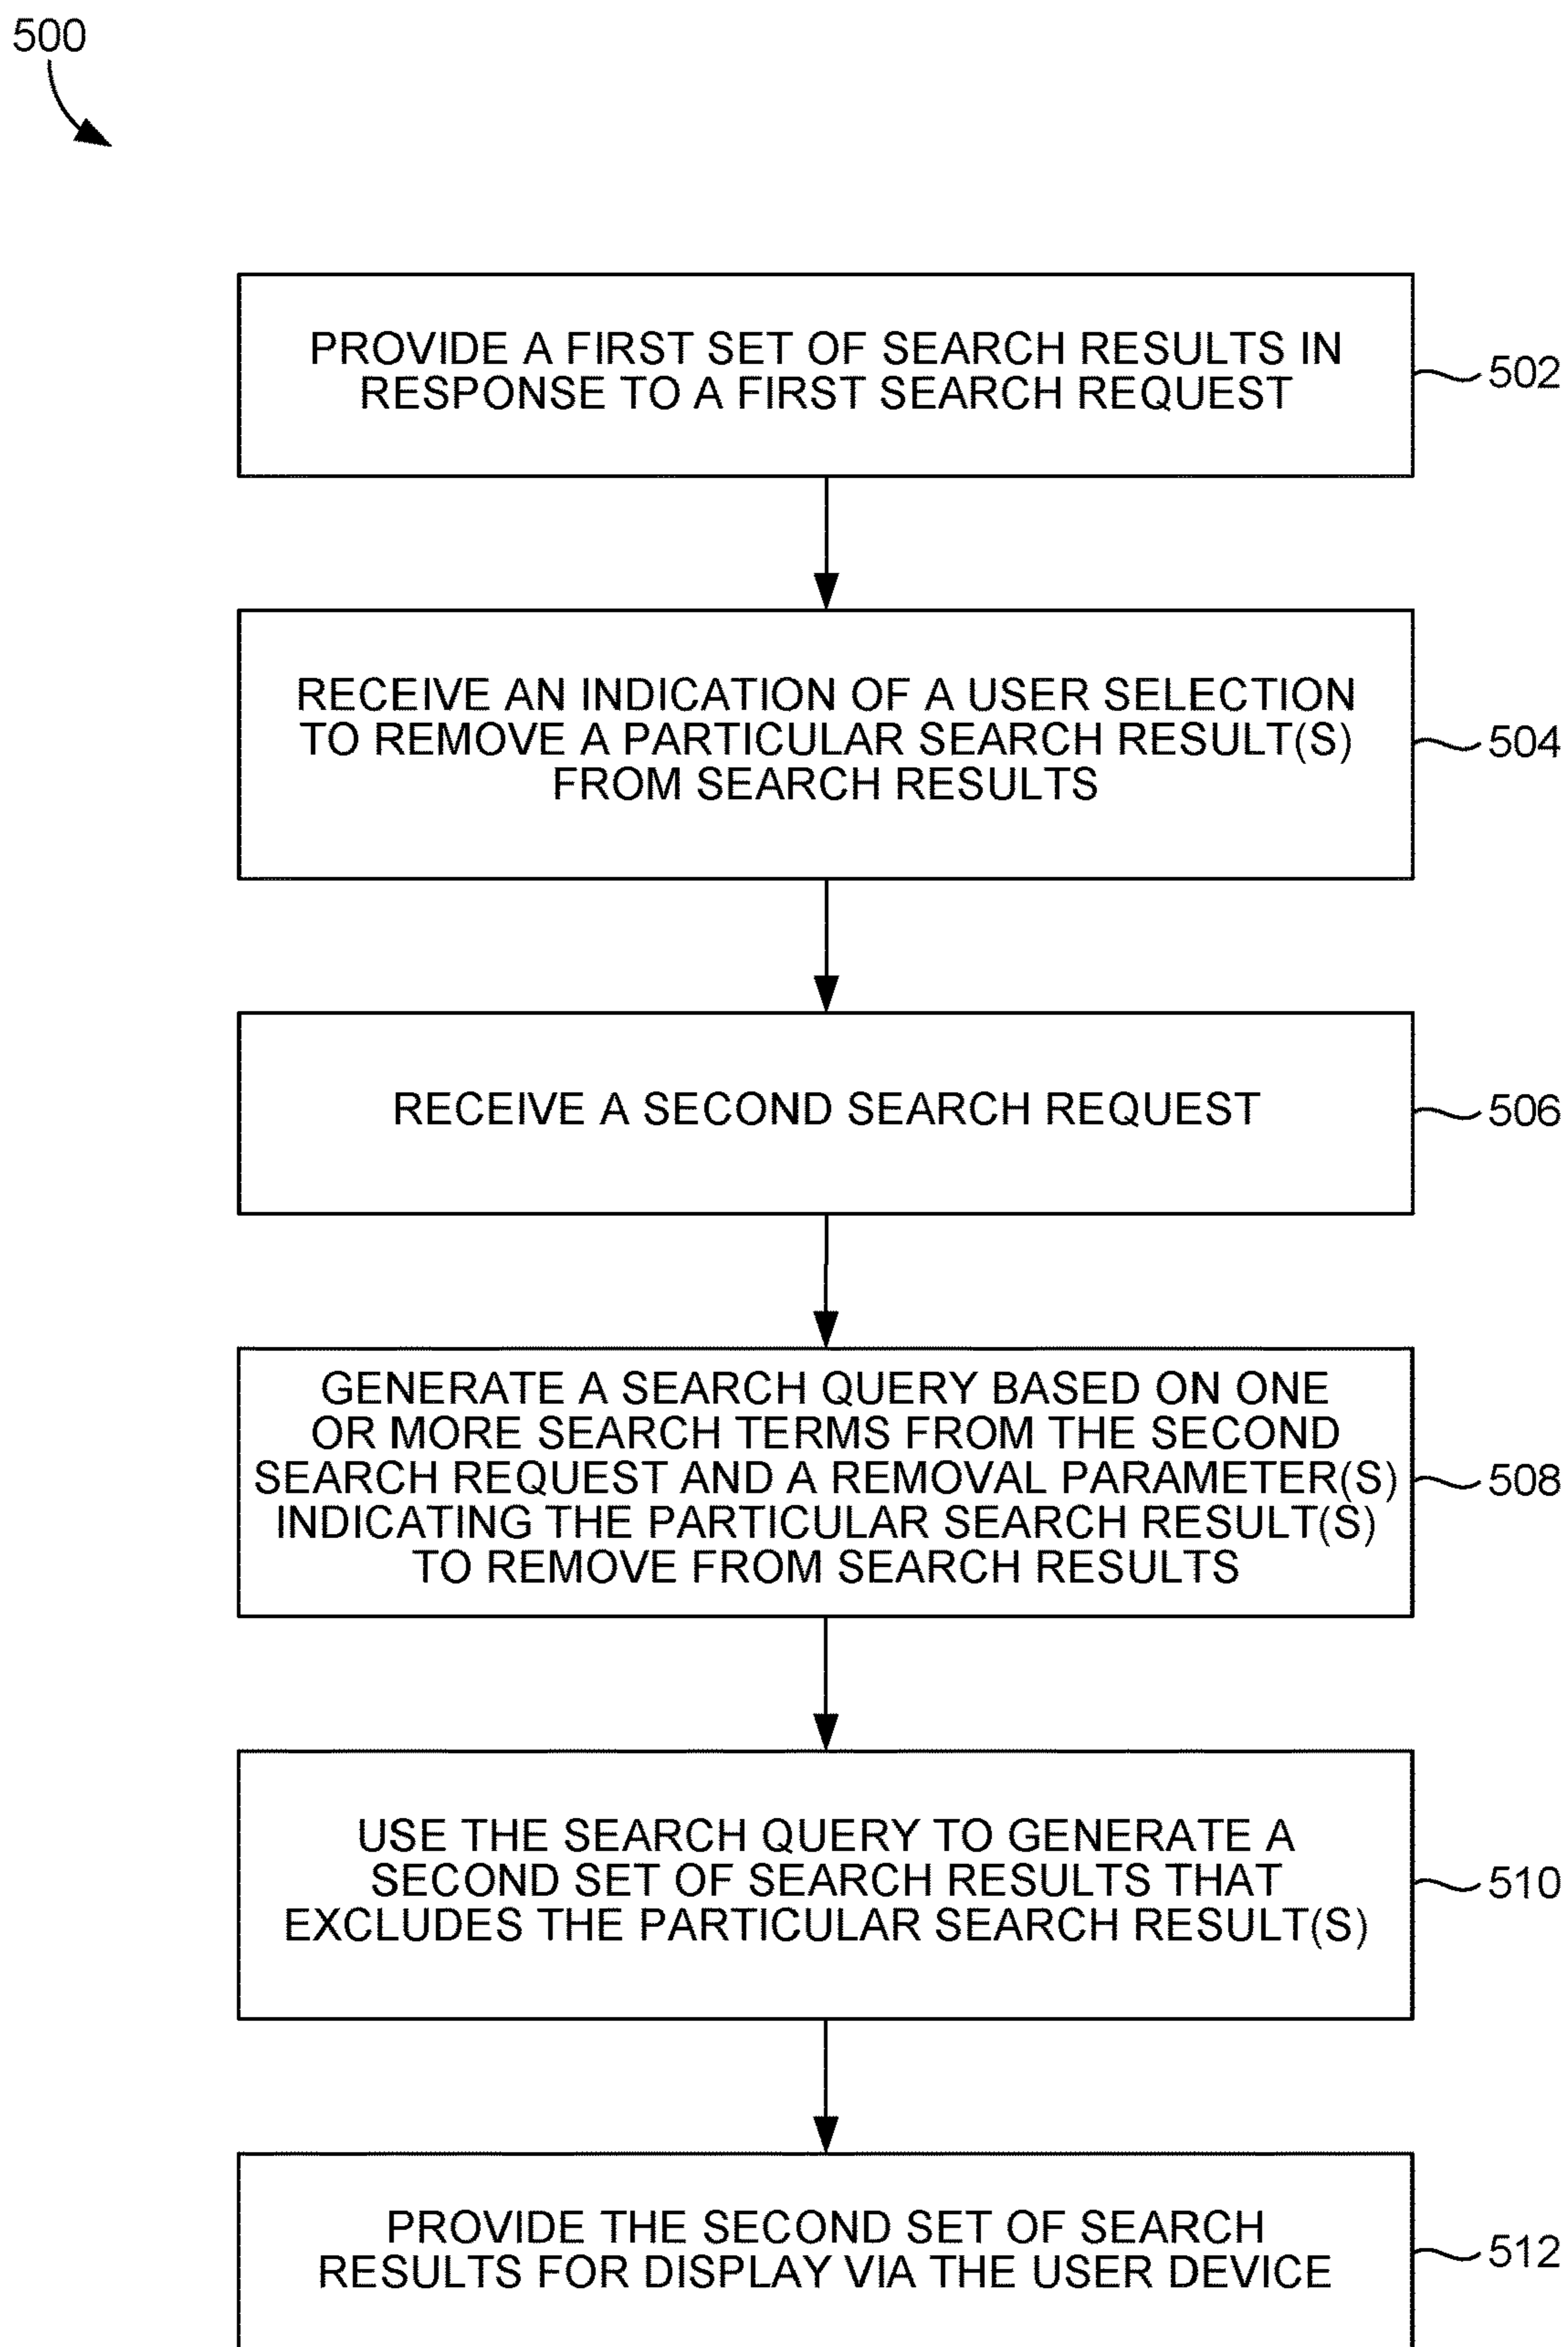 500
PROVIDE A FIRST SET OF SEARCH RESULTS IN
RESPONSE TO A FIRST SEARCH REQUEST
502
RECEIVE AN INDICATION OF A USER SELECTION
TO REMOVE A PARTICULAR SEARCH RESULT(S)
FROM SEARCH RESULTS
504
RECEIVE A SECOND SEARCH REQUEST
506
GENERATE A SEARCH QUERY BASED ON ONE
OR MORE SEARCH TERMS FROM THE SECOND
SEARCH REQUEST AND A REMOVAL PARAMETER(S)
INDICATING THE PARTICULAR SEARCH RESULT(S)
TO REMOVE FROM SEARCH RESULTS
508
USE THE SEARCH QUERY TO GENERATE A
SECOND SET OF SEARCH RESULTS THAT
EXCLUDES THE PARTICULAR SEARCH RESULT(S)
510
PROVIDE THE SECOND SET OF SEARCH
RESULTS FOR DISPLAY VIA THE USER DEVICE
512